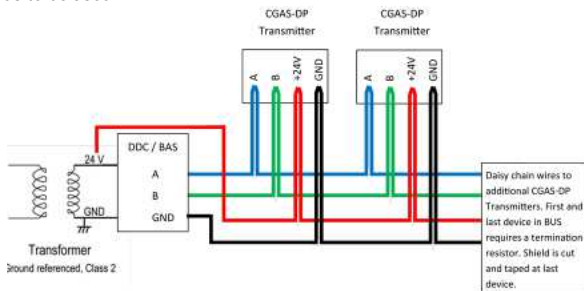 CGAS-DP
Transmitter
CGAS-DP
Transmitter
A B +24V GND
A B +24V GND
24 V
DDC / BAS
A
B
GND
GND
Transformer
Ground referenced, Class 2
Daisy chain wires to
additional CGAS-DP
Transmitters. First and
last device in BUS
requires a termination
resistor. Shield is cut
and taped at last
device.